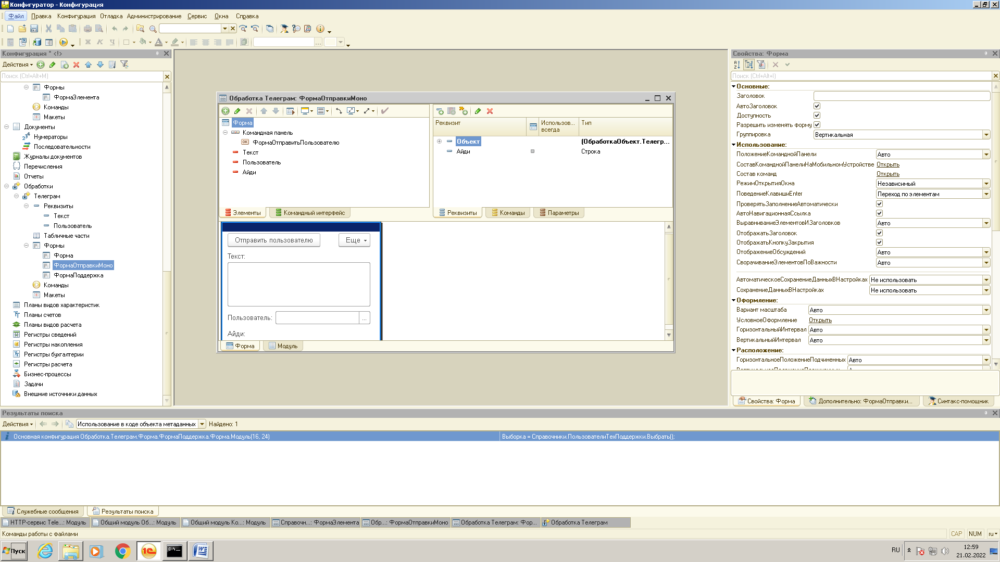 Конфигуратор - Конфигурация
Файл Правка Конфигурация Отладка Администрирование Сервис Окна Справка
Ж К Ч
Конфигурация * <!>
Действия
Поиск (Ctrl+Alt+M)
Формы
ФормаЭлемента
Команды
Макеты
Документы
Нумераторы
Последовательности
Журналы документов
Перечисления
Отчеты
Обработки
Телеграм
Реквизиты
Текст
Пользователь
Табличные части
Формы
Форма
ФормаОтправкиМоно
ФормаПоддержка
Команды
Макеты
Планы видов характеристик
Планы счетов
Планы видов расчета
Регистры сведений
Регистры накопления
Регистры бухгалтерии
Регистры расчета
Бизнес-процессы
Задачи
Внешние источники данных
Обработка Телеграм: ФормаОтправкиМоно
Форма
Командная панель
OK ФормаОтправитьПользователю
Текст
Пользователь
Айди
Элементы Командный интерфейс
Реквизит Использов... всегда Тип
Объект (ОбработкаОбъект.Телегр...
Айди Строка
Реквизиты Команды Параметры
Отправить пользователю Еще
Текст:
Пользователь: ...
Айди:
Форма Модуль
Свойства: Форма
Поиск (Ctrl+Alt+I)
Основные:
Заголовок
АвтоЗаголовок
Доступность
Разрешить изменять форму
Группировка Вертикальная
Использование:
ПоложениеКоманднойПанели Авто
СоставКоманднойПанелиНаМобильномУстройстве Открыть
Состав команд Открыть
РежимОткрытияОкна Независимый
ПоведениеКлавишиEnter Переход по элементам
ПроверятьЗаполнениеАвтоматически
АвтоНавигационнаяСсылка
ВыравниваниеЭлементовИЗаголовков Авто
ОтображатьЗаголовок
ОтображатьКнопкуЗакрытия
ОтображениеОбсуждений Авто
СворачиваниеЭлементовПоВажности Авто
АвтоматическоеСохранениеДанныхВНастройках Не использовать
СохранениеДанныхВНастройках Не использовать
Оформление:
Вариант масштаба Авто
УсловноеОформление Открыть
ГоризонтальныйИнтервал Авто
ВертикальныйИнтервал Авто
Расположение:
ГоризонтальноеПоложениеПодчиненных Авто
Свойства: Форма Дополнительно: ФормаОтправки... Синтакс-помощник
Результаты поиска
Действия Использование в коде объекта метаданных Найдено: 1
Основная конфигурация Обработка.Телеграм.Форма.ФормаПоддержка.Форма.Модуль(16, 24) Выборка = Справочники.ПользователиТехПоддержки.Выбрать();
Служебные сообщения Результаты поиска
HTTP-сервис Tele...: Модуль Общий модуль Об...: Модуль Общий модуль Ко...: Модуль Справочн...: ФормаЭлемента Обр...: ФормаОтправкиМоно Обработка Телеграм: Фор... Обработка Телеграм
Команды работы с файлами CAP NUM ru
Пуск RU 12:59
21.02.2022